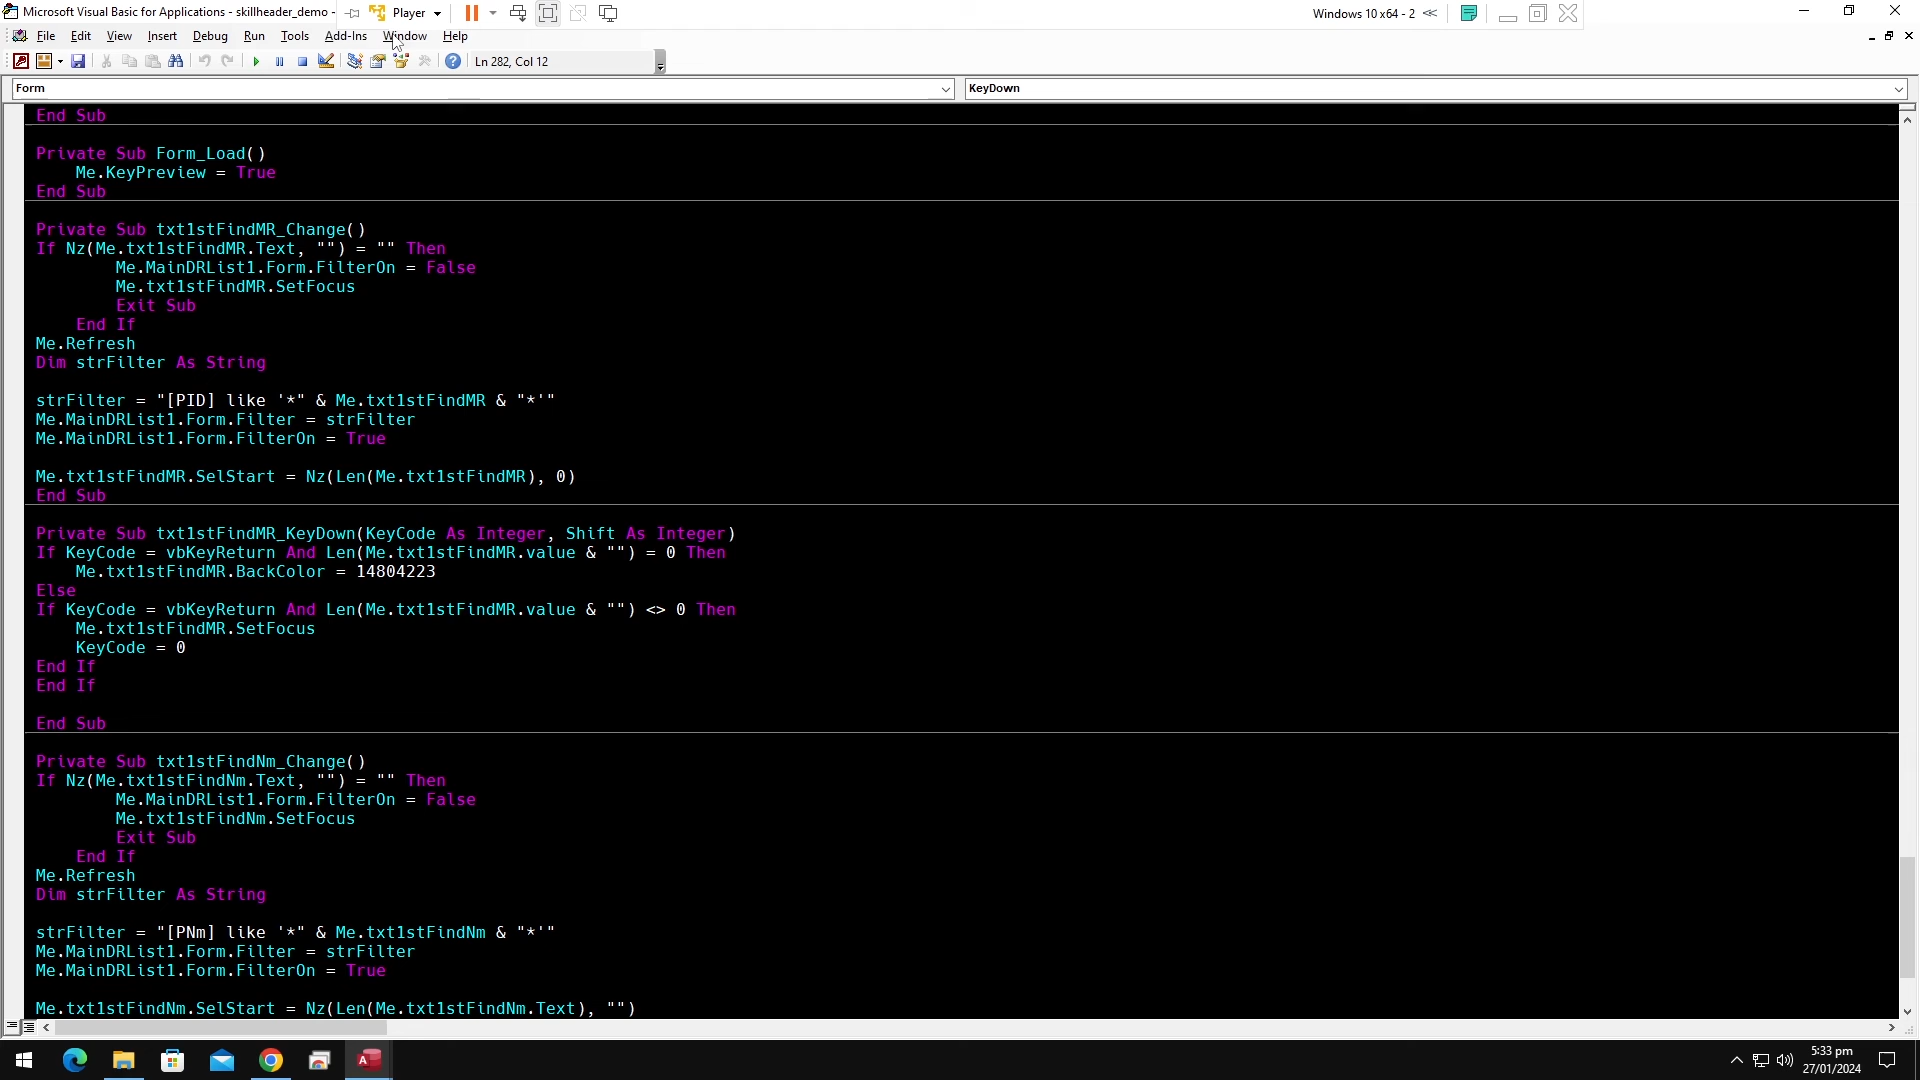 Microsoft Visual Basic for Applications - skillheader_demo -
Player
Windows 10 x64 - 2
File Edit View Insert Debug Run Tools Add-Ins Window Help
Ln 282, Col 12
Form
KeyDown
End Sub
Private Sub Form_Load()
Me.KeyPreview = True
End Sub
Private Sub txt1stFindMR_Change()
If Nz(Me.txt1stFindMR.Text, "") = "" Then
Me.MainDRList1.Form.FilterOn = False
Me.txt1stFindMR.SetFocus
Exit Sub
End If
Me.Refresh
Dim strFilter As String
strFilter = "[PID] like '*" & Me.txt1stFindMR & "*'"
Me.MainDRList1.Form.Filter = strFilter
Me.MainDRList1.Form.FilterOn = True
Me.txt1stFindMR.SelStart = Nz(Len(Me.txt1stFindMR), 0)
End Sub
Private Sub txt1stFindMR_KeyDown(KeyCode As Integer, Shift As Integer)
If KeyCode = vbKeyReturn And Len(Me.txt1stFindMR.value & "") = 0 Then
Me.txt1stFindMR.BackColor = 14804223
Else
If KeyCode = vbKeyReturn And Len(Me.txt1stFindMR.value & "") <> 0 Then
Me.txt1stFindMR.SetFocus
KeyCode = 0
End If
End If
End Sub
Private Sub txt1stFindNm_Change()
If Nz(Me.txt1stFindNm.Text, "") = "" Then
Me.MainDRList1.Form.FilterOn = False
Me.txt1stFindNm.SetFocus
Exit Sub
End If
Me.Refresh
Dim strFilter As String
strFilter = "[PNm] like '*" & Me.txt1stFindNm & "*'"
Me.MainDRList1.Form.Filter = strFilter
Me.MainDRList1.Form.FilterOn = True
Me.txt1stFindNm.SelStart = Nz(Len(Me.txt1stFindNm.Text), "")
5:33 pm
27/01/2024